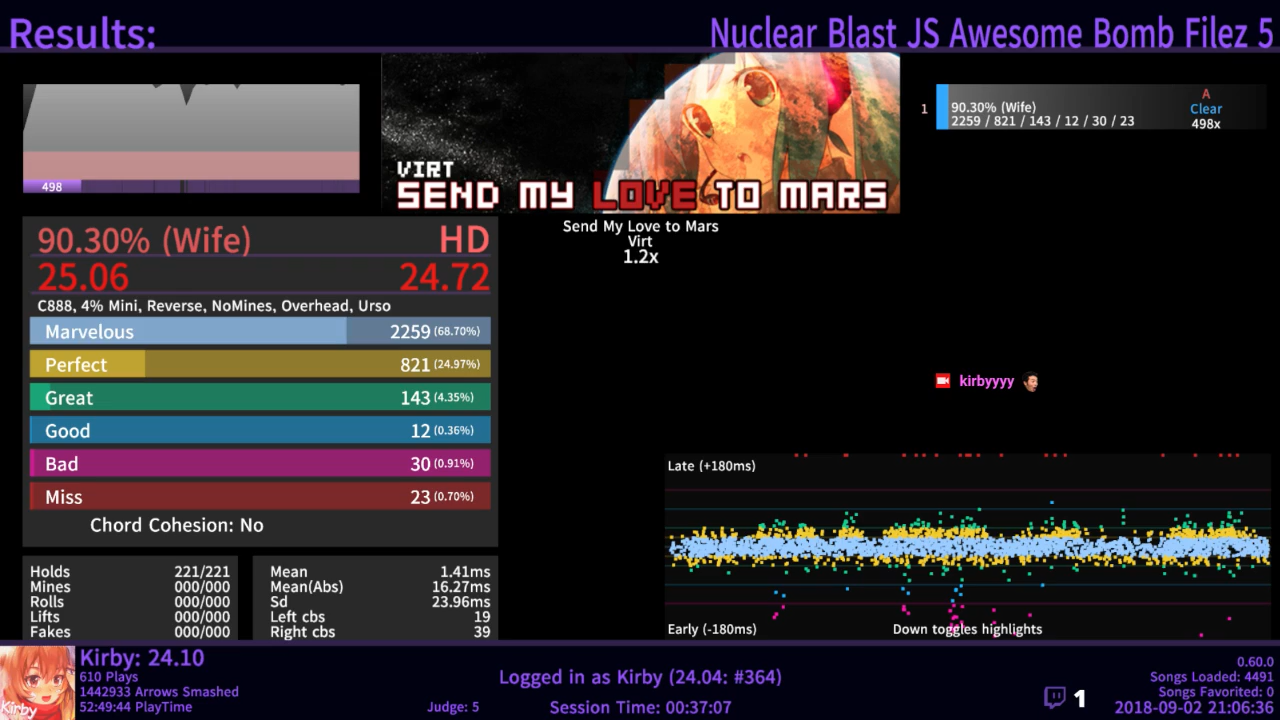 Results:
Nuclear Blast JS Awesome Bomb Filez 5
498
VIRT
SEND MY LOVE TO MARS
Send My Love to Mars
Virt
1.2x
1
90.30% (Wife)
2259 / 821 / 143 / 12 / 30 / 23
A
Clear
498x
90.30% (Wife) HD
25.06 24.72
C888, 4% Mini, Reverse, NoMines, Overhead, Urso
Marvelous 2259 (68.70%)
Perfect 821 (24.97%)
Great 143 (4.35%)
Good 12 (0.36%)
Bad 30 (0.91%)
Miss 23 (0.70%)
Chord Cohesion: No
kirbyyyy
Holds 221/221
Mines 000/000
Rolls 000/000
Lifts 000/000
Fakes 000/000
Mean 1.41ms
Mean(Abs) 16.27ms
Sd 23.96ms
Left cbs 19
Right cbs 39
Late (+180ms)
Early (-180ms)
Down toggles highlights
Kirby
Kirby: 24.10
610 Plays
1442933 Arrows Smashed
52:49:44 PlayTime
Judge: 5
Logged in as Kirby (24.04: #364)
Session Time: 00:37:07
1
0.60.0
Songs Loaded: 4491
Songs Favorited: 0
2018-09-02 21:06:36